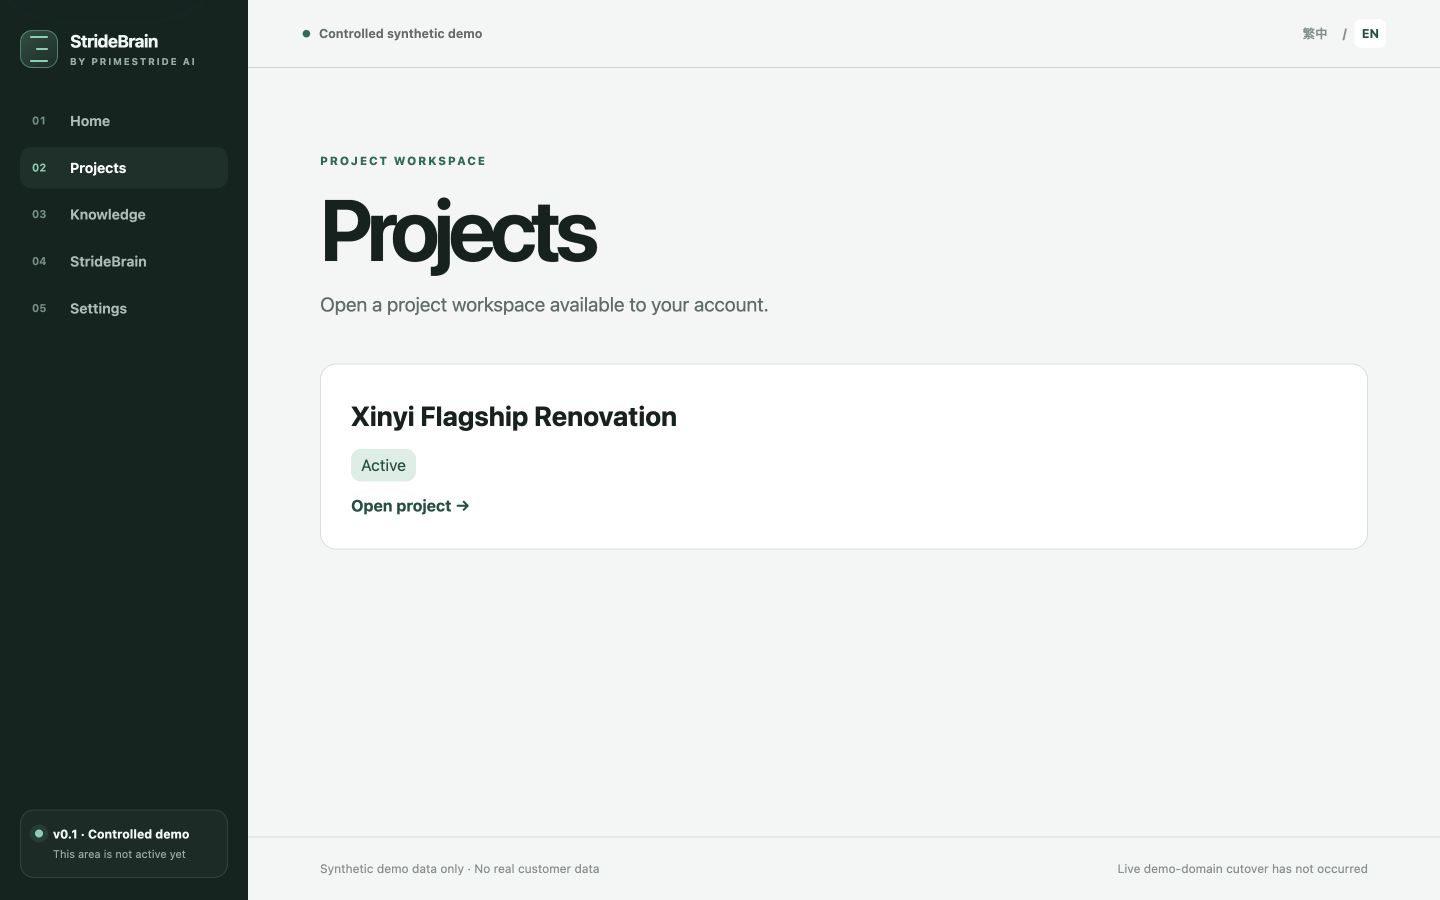 StrideBrain
BY PRIMESTRIDE AI
01 Home
02 Projects
03 Knowledge
04 StrideBrain
05 Settings
v0.1 · Controlled demo
This area is not active yet
Controlled synthetic demo
繁中 / EN
PROJECT WORKSPACE
Projects
Open a project workspace available to your account.
Xinyi Flagship Renovation
Active
Open project →
Synthetic demo data only · No real customer data
Live demo-domain cutover has not occurred